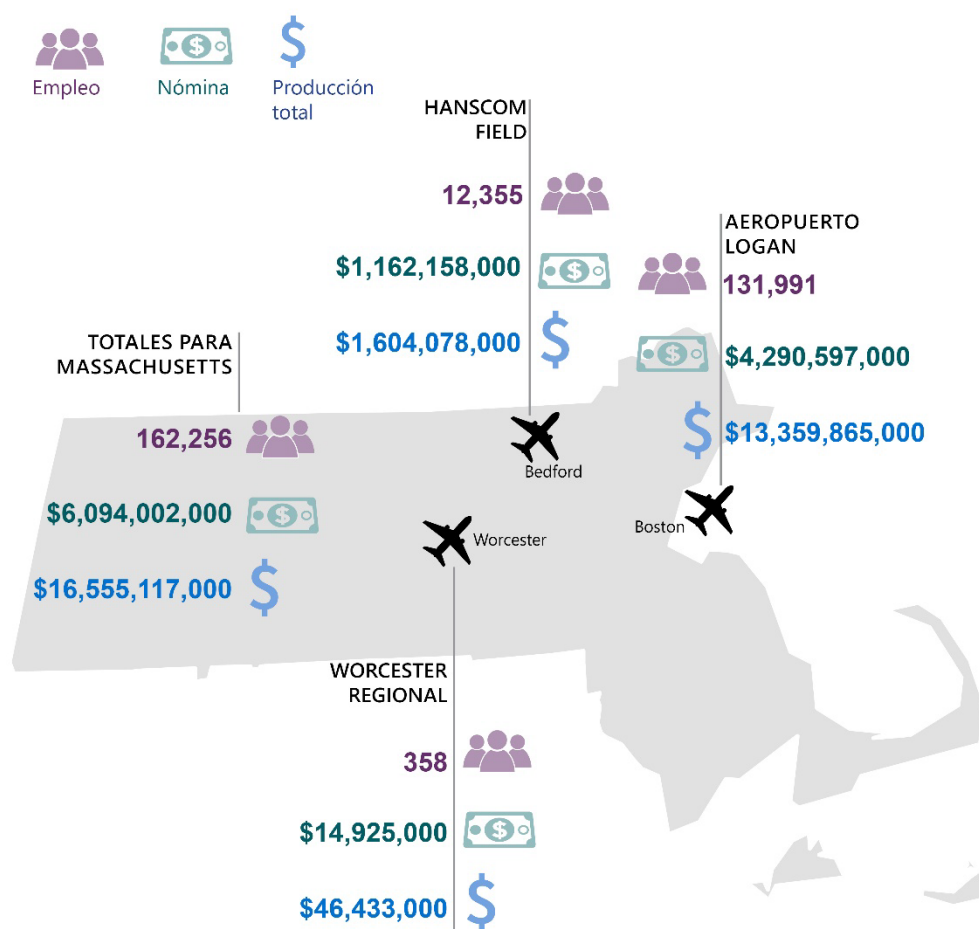 Empleo
Nómina
Producción
total
HANSCOM
FIELD
12,355
$1,162,158,000
$1,604,078,000
AEROPUERTO
LOGAN
131,991
$4,290,597,000
$13,359,865,000
TOTALES PARA
MASSACHUSETTS
162,256
$6,094,002,000
$16,555,117,000
Bedford
Boston
Worcester
WORCESTER
REGIONAL
358
$14,925,000
$46,433,000